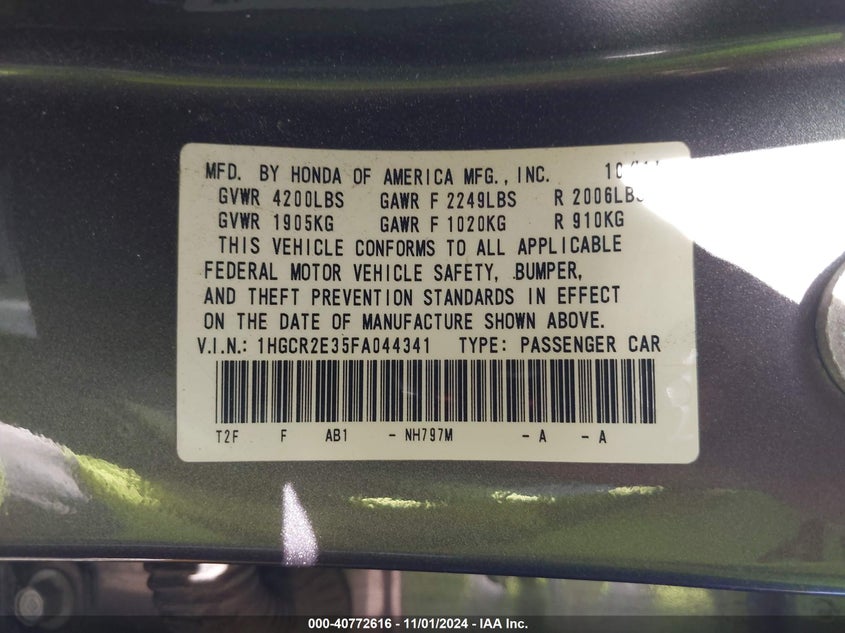 MFD. BY HONDA OF AMERICA MFG., INC.
GVWR 4200LBS GAWR F 2249LBS R 2006LBS
GVWR 1905KG GAWR F 1020KG R 910KG
THIS VEHICLE CONFORMS TO ALL APPLICABLE
FEDERAL MOTOR VEHICLE SAFETY, BUMPER,
AND THEFT PREVENTION STANDARDS IN EFFECT
ON THE DATE OF MANUFACTURE SHOWN ABOVE.
V.I.N.: 1HGCR2E35FA044341 TYPE: PASSENGER CAR
T2F F AB1 - NH797M - A - A
000-40772616 - 11/01/2024 - IAA Inc.